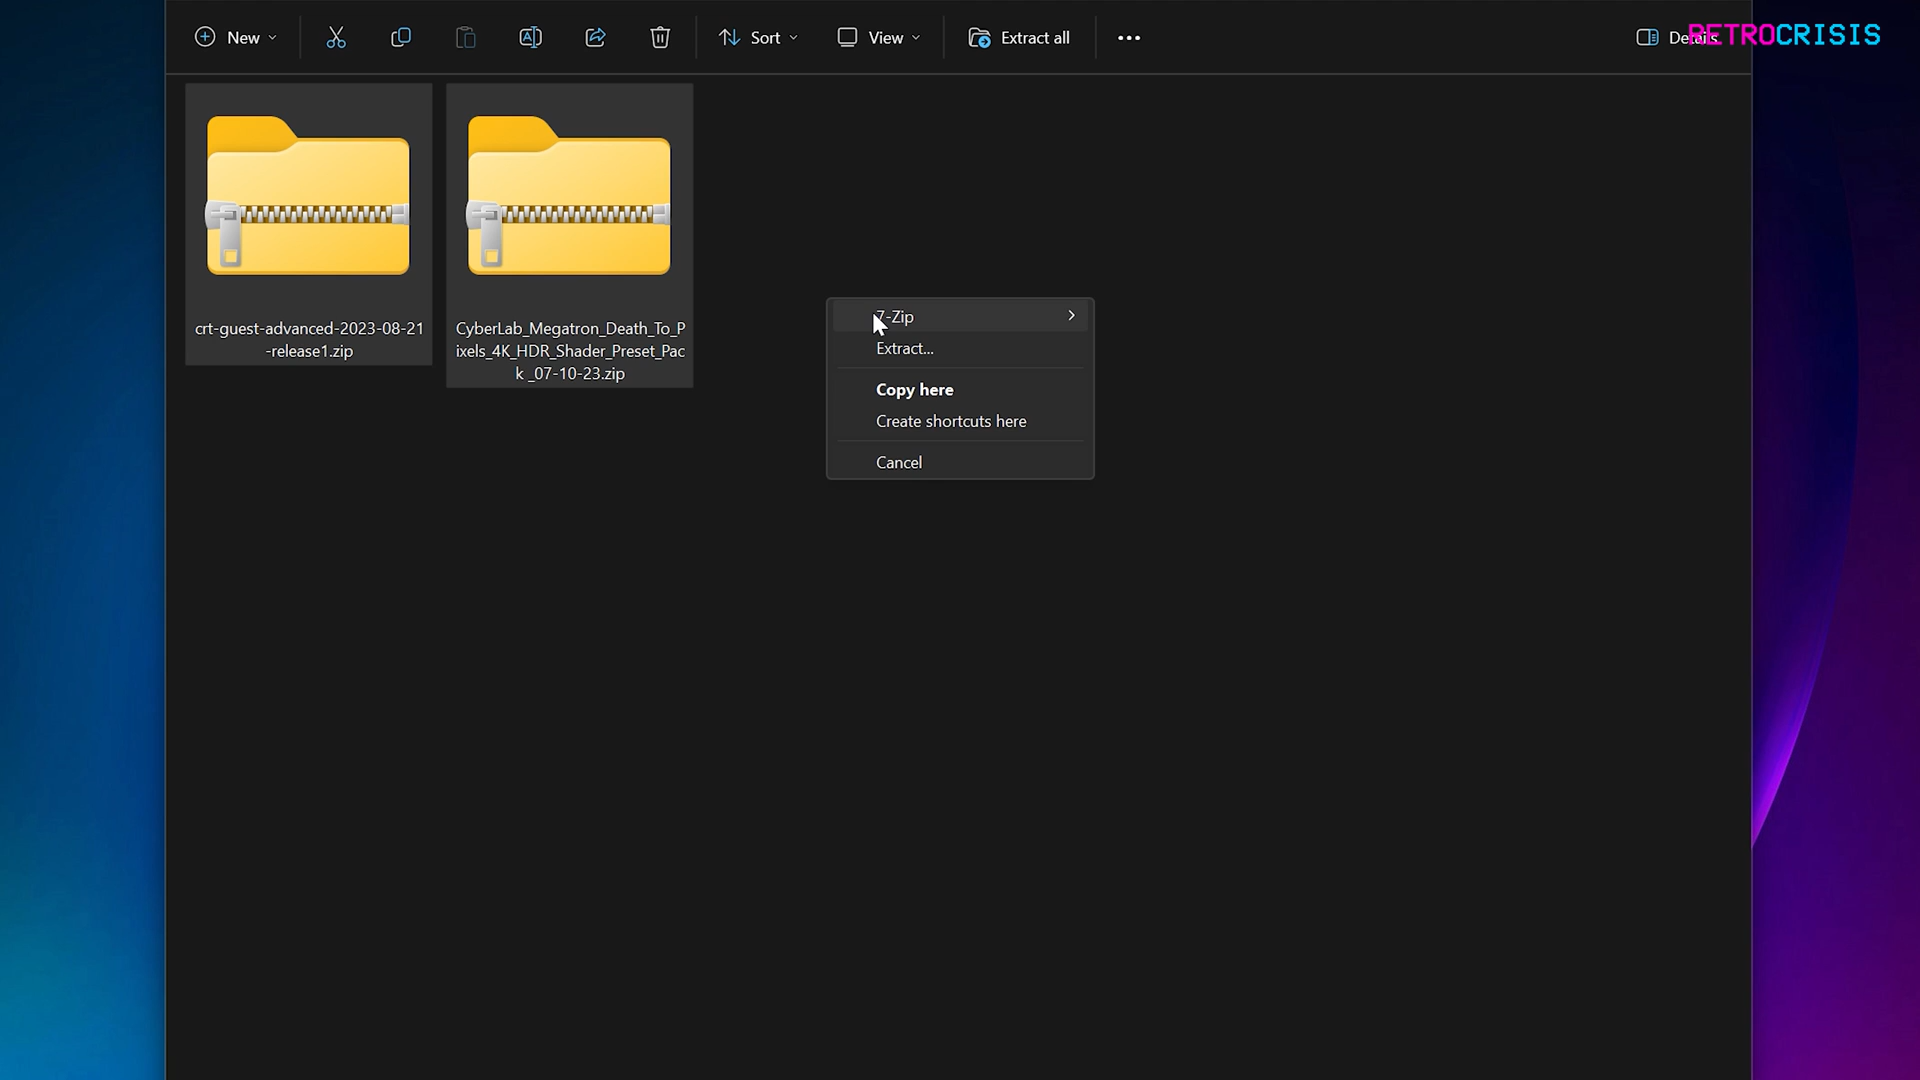 New
Sort
View
Extract all
Details
RETROCRISIS
crt-guest-advanced-2023-08-21
-release1.zip
CyberLab_Megatron_Death_To_P
ixels_4K_HDR_Shader_Preset_Pac
k _07-10-23.zip
7-Zip
Extract...
Copy here
Create shortcuts here
Cancel